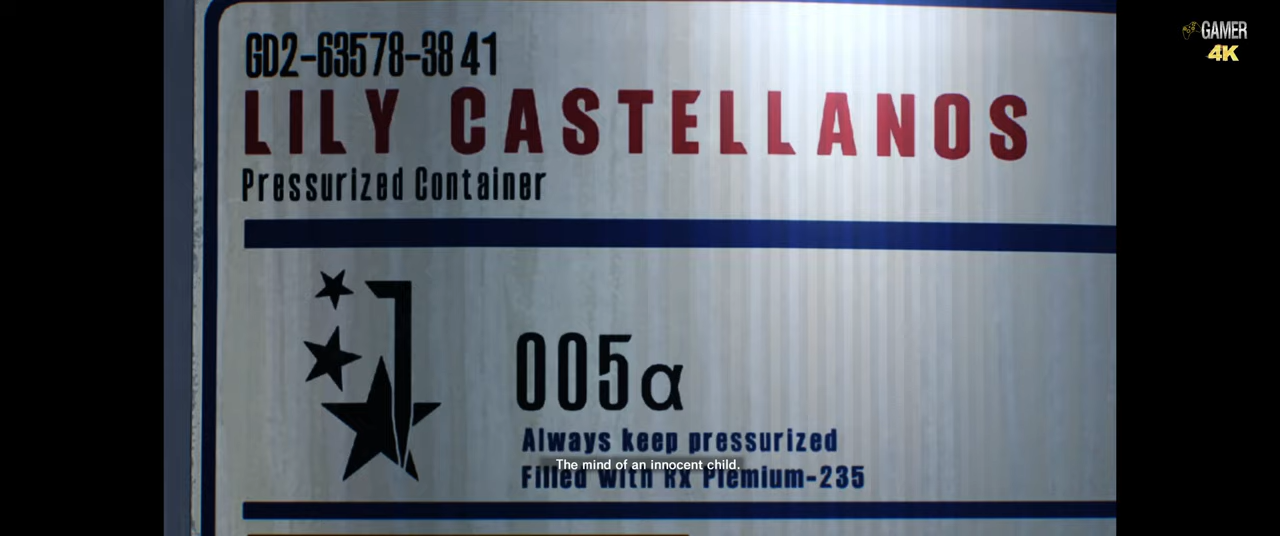 GAMER
4K
GD2-63578-38 41
LILY CASTELLANOS
Pressurized Container
005α
Always keep pressurized
The mind of an innocent child.
Filled with Rx Plemium-235